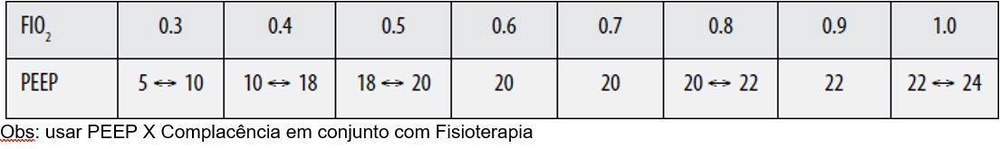 FIO₂ 0.3 0.4 0.5 0.6 0.7 0.8 0.9 1.0
PEEP 5 ↔ 10 10 ↔ 18 18 ↔ 20 20 20 20 ↔ 22 22 22 ↔ 24
Obs: usar PEEP X Complacência em conjunto com Fisioterapia